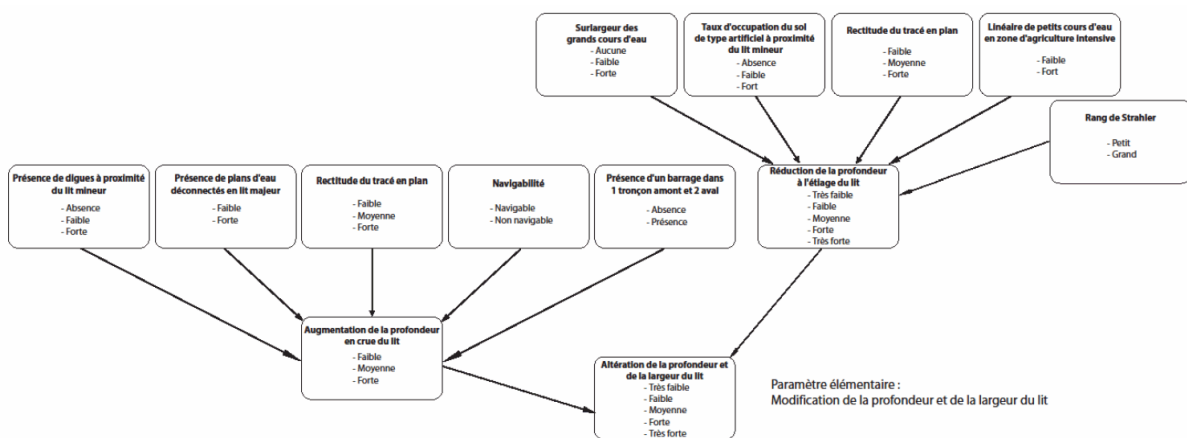 Surlargeur des
grands cours d'eau
- Aucune
- Faible
- Forte
Taux d'occupation du sol
de type artificiel à proximité
du lit mineur
- Absence
- Faible
- Fort
Rectitude du tracé en plan
- Faible
- Moyenne
- Forte
Linéaire de petits cours d'eau
en zone d'agriculture intensive
- Faible
- Fort
Rang de Strahler
- Petit
- Grand
Présence de digues à proximité
du lit mineur
- Absence
- Faible
- Forte
Présence de plans d'eau
déconnectés en lit majeur
- Faible
- Forte
Rectitude du tracé en plan
- Faible
- Moyenne
- Forte
Navigabilité
- Navigable
- Non navigable
Présence d'un barrage dans
1 tronçon amont et 2 aval
- Absence
- Présence
Réduction de la profondeur
à l'étiage du lit
- Très faible
- Faible
- Moyenne
- Forte
- Très forte
Augmentation de la profondeur
en crue du lit
- Faible
- Moyenne
- Forte
Altération de la profondeur et
de la largeur du lit
- Très faible
- Faible
- Moyenne
- Forte
- Très forte
Paramètre élémentaire :
Modification de la profondeur et de la largeur du lit